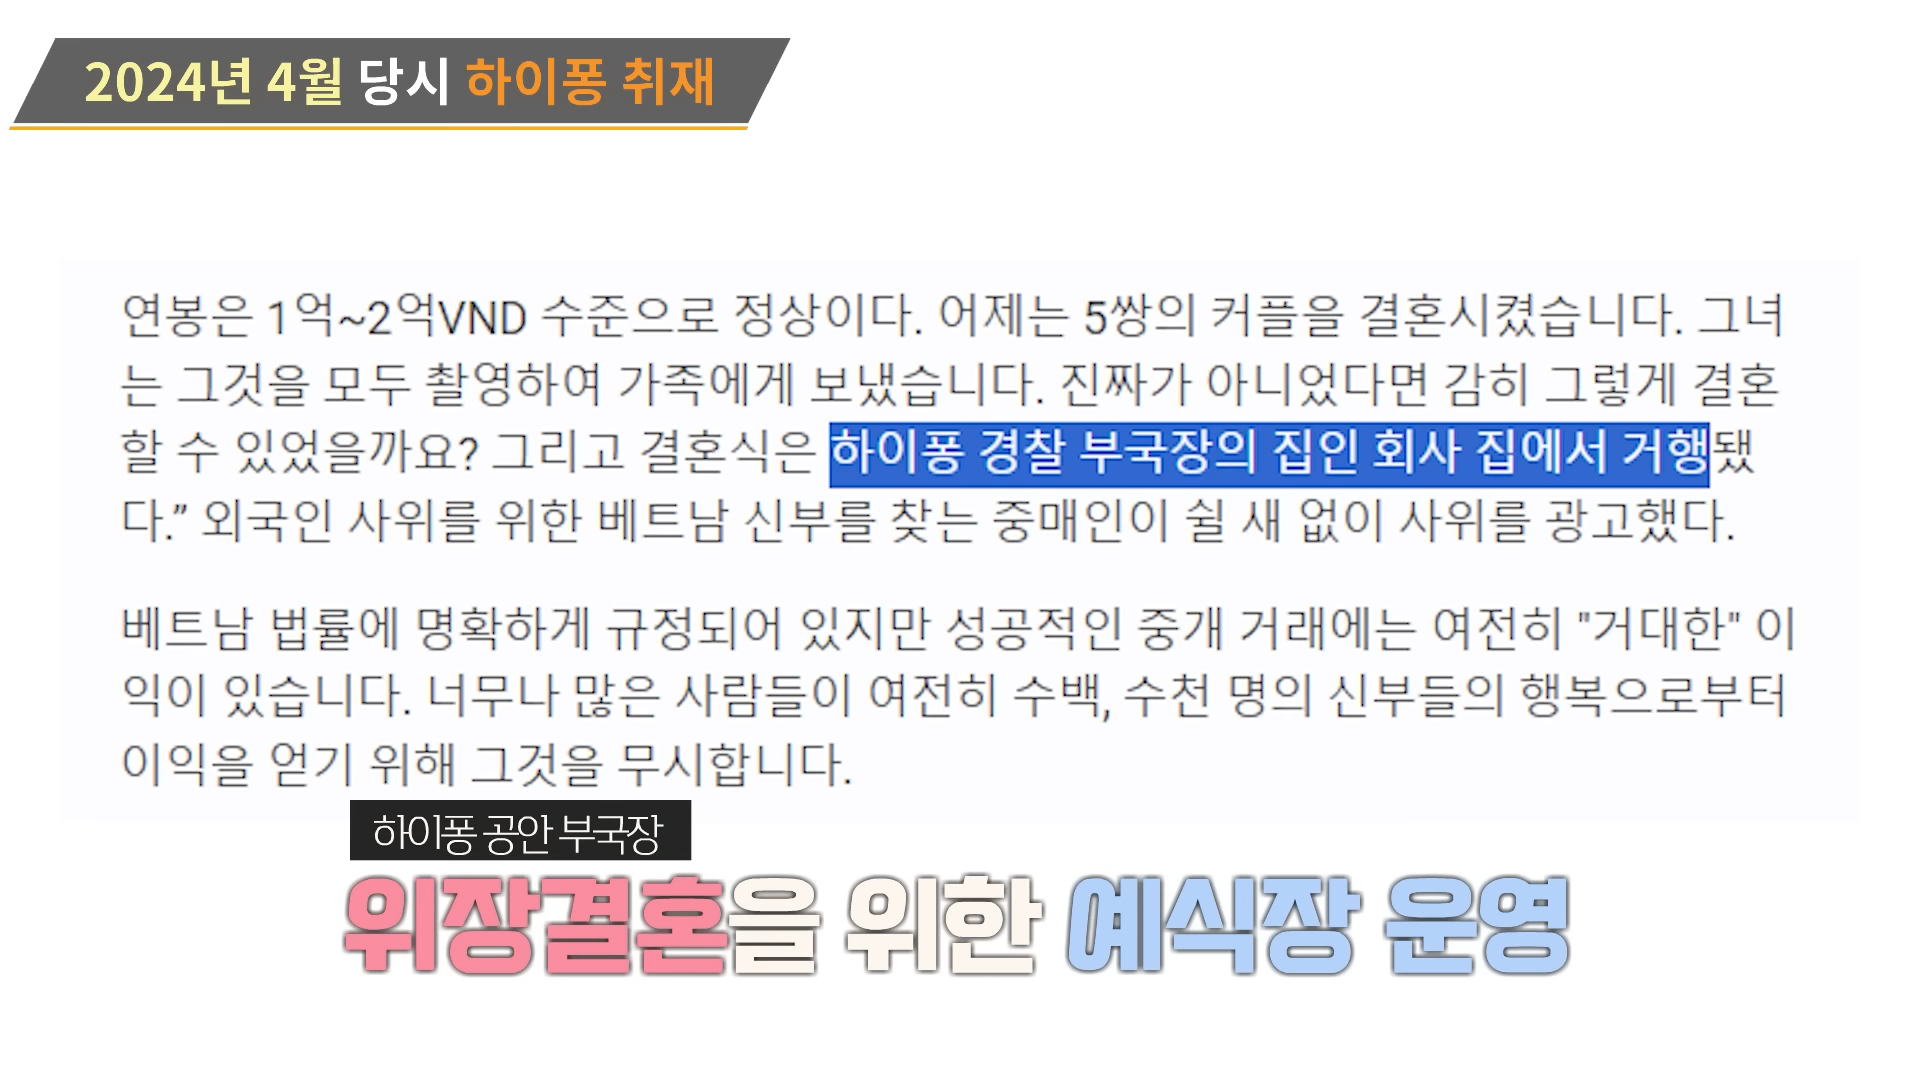 2024년 4월 당시 하이퐁 취재
연봉은 1억~2억VND 수준으로 정상이다. 어제는 5쌍의 커플을 결혼시켰습니다. 그녀
는 그것을 모두 촬영하여 가족에게 보냈습니다. 진짜가 아니었다면 감히 그렇게 결혼
할 수 있었을까요? 그리고 결혼식은 하이퐁 경찰 부국장의 집인 회사 집에서 거행됐
다.” 외국인 사위를 위한 베트남 신부를 찾는 중매인이 쉴 새 없이 사위를 광고했다.
베트남 법률에 명확하게 규정되어 있지만 성공적인 중개 거래에는 여전히 "거대한" 이
익이 있습니다. 너무나 많은 사람들이 여전히 수백, 수천 명의 신부들의 행복으로부터
이익을 얻기 위해 그것을 무시합니다.
하이퐁 공안 부국장
위장결혼을 위한 예식장 운영